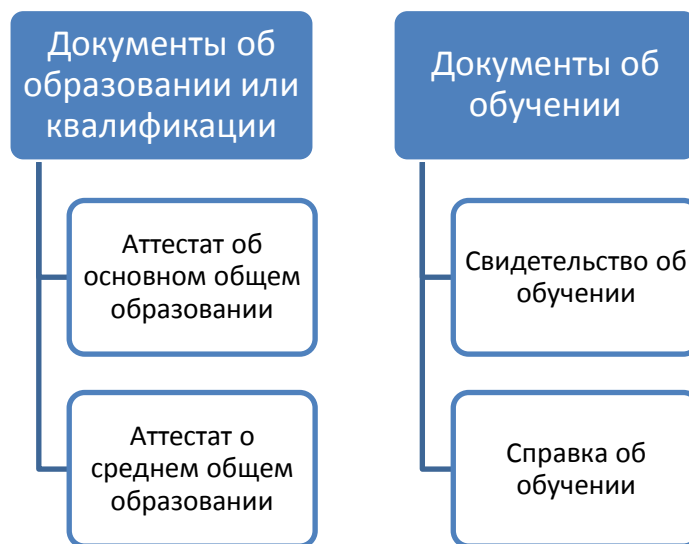 Документы об
образовании или
квалификации
Аттестат об
основном общем
образовании
Аттестат о
среднем общем
образовании
Документы об
обучении
Свидетельство об
обучении
Справка об
обучении